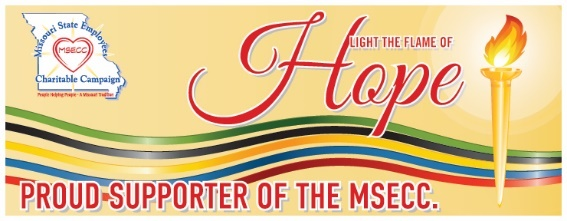 Missouri State Employees
MSECC
Charitable Campaign
People Helping People - A Missouri Tradition
LIGHT THE FLAME OF
Hope
PROUD SUPPORTER OF THE MSECC.